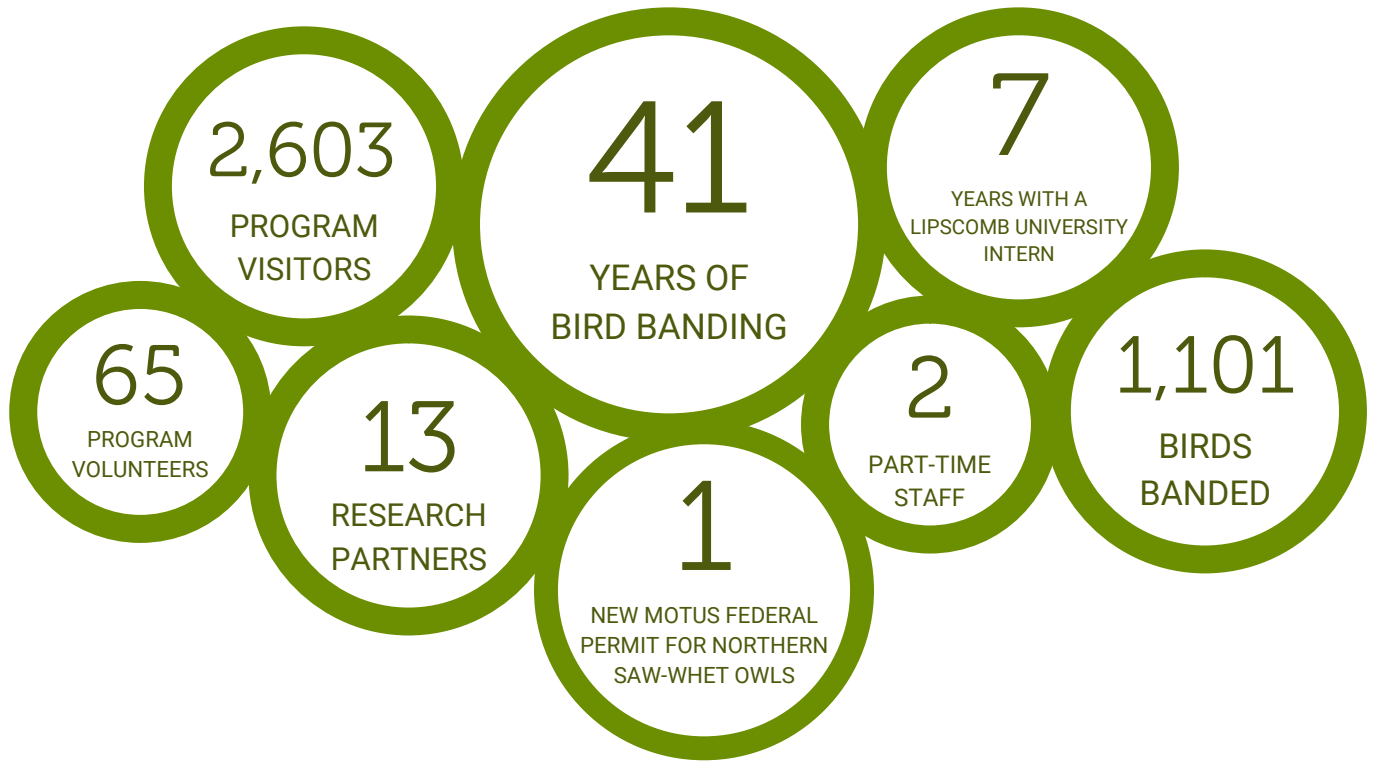 2,603
PROGRAM
VISITORS
41
YEARS OF
BIRD BANDING
7
YEARS WITH A
LIPSCOMB UNIVERSITY
INTERN
65
PROGRAM
VOLUNTEERS
13
RESEARCH
PARTNERS
1
NEW MOTUS FEDERAL
PERMIT FOR NORTHERN
SAW-WHET OWLS
2
PART-TIME
STAFF
1,101
BIRDS
BANDED